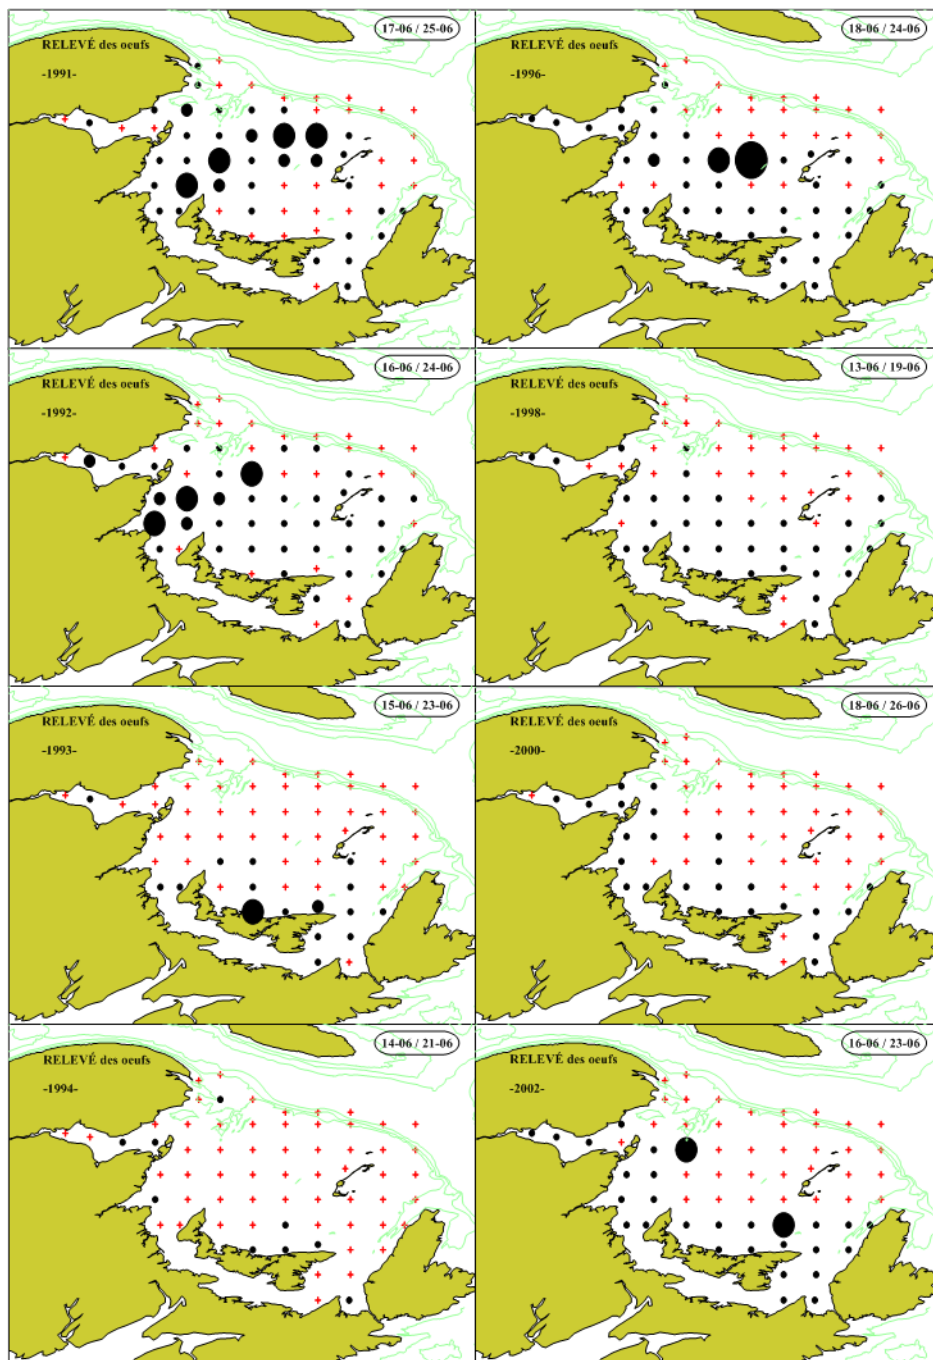 17-06 / 25-06
RELEVÉ des oeufs
-1991-
18-06 / 24-06
RELEVÉ des oeufs
-1996-
16-06 / 24-06
RELEVÉ des oeufs
-1992-
13-06 / 19-06
RELEVÉ des oeufs
-1998-
15-06 / 23-06
RELEVÉ des oeufs
-1993-
18-06 / 26-06
RELEVÉ des oeufs
-2000-
14-06 / 21-06
RELEVÉ des oeufs
-1994-
16-06 / 23-06
RELEVÉ des oeufs
-2002-